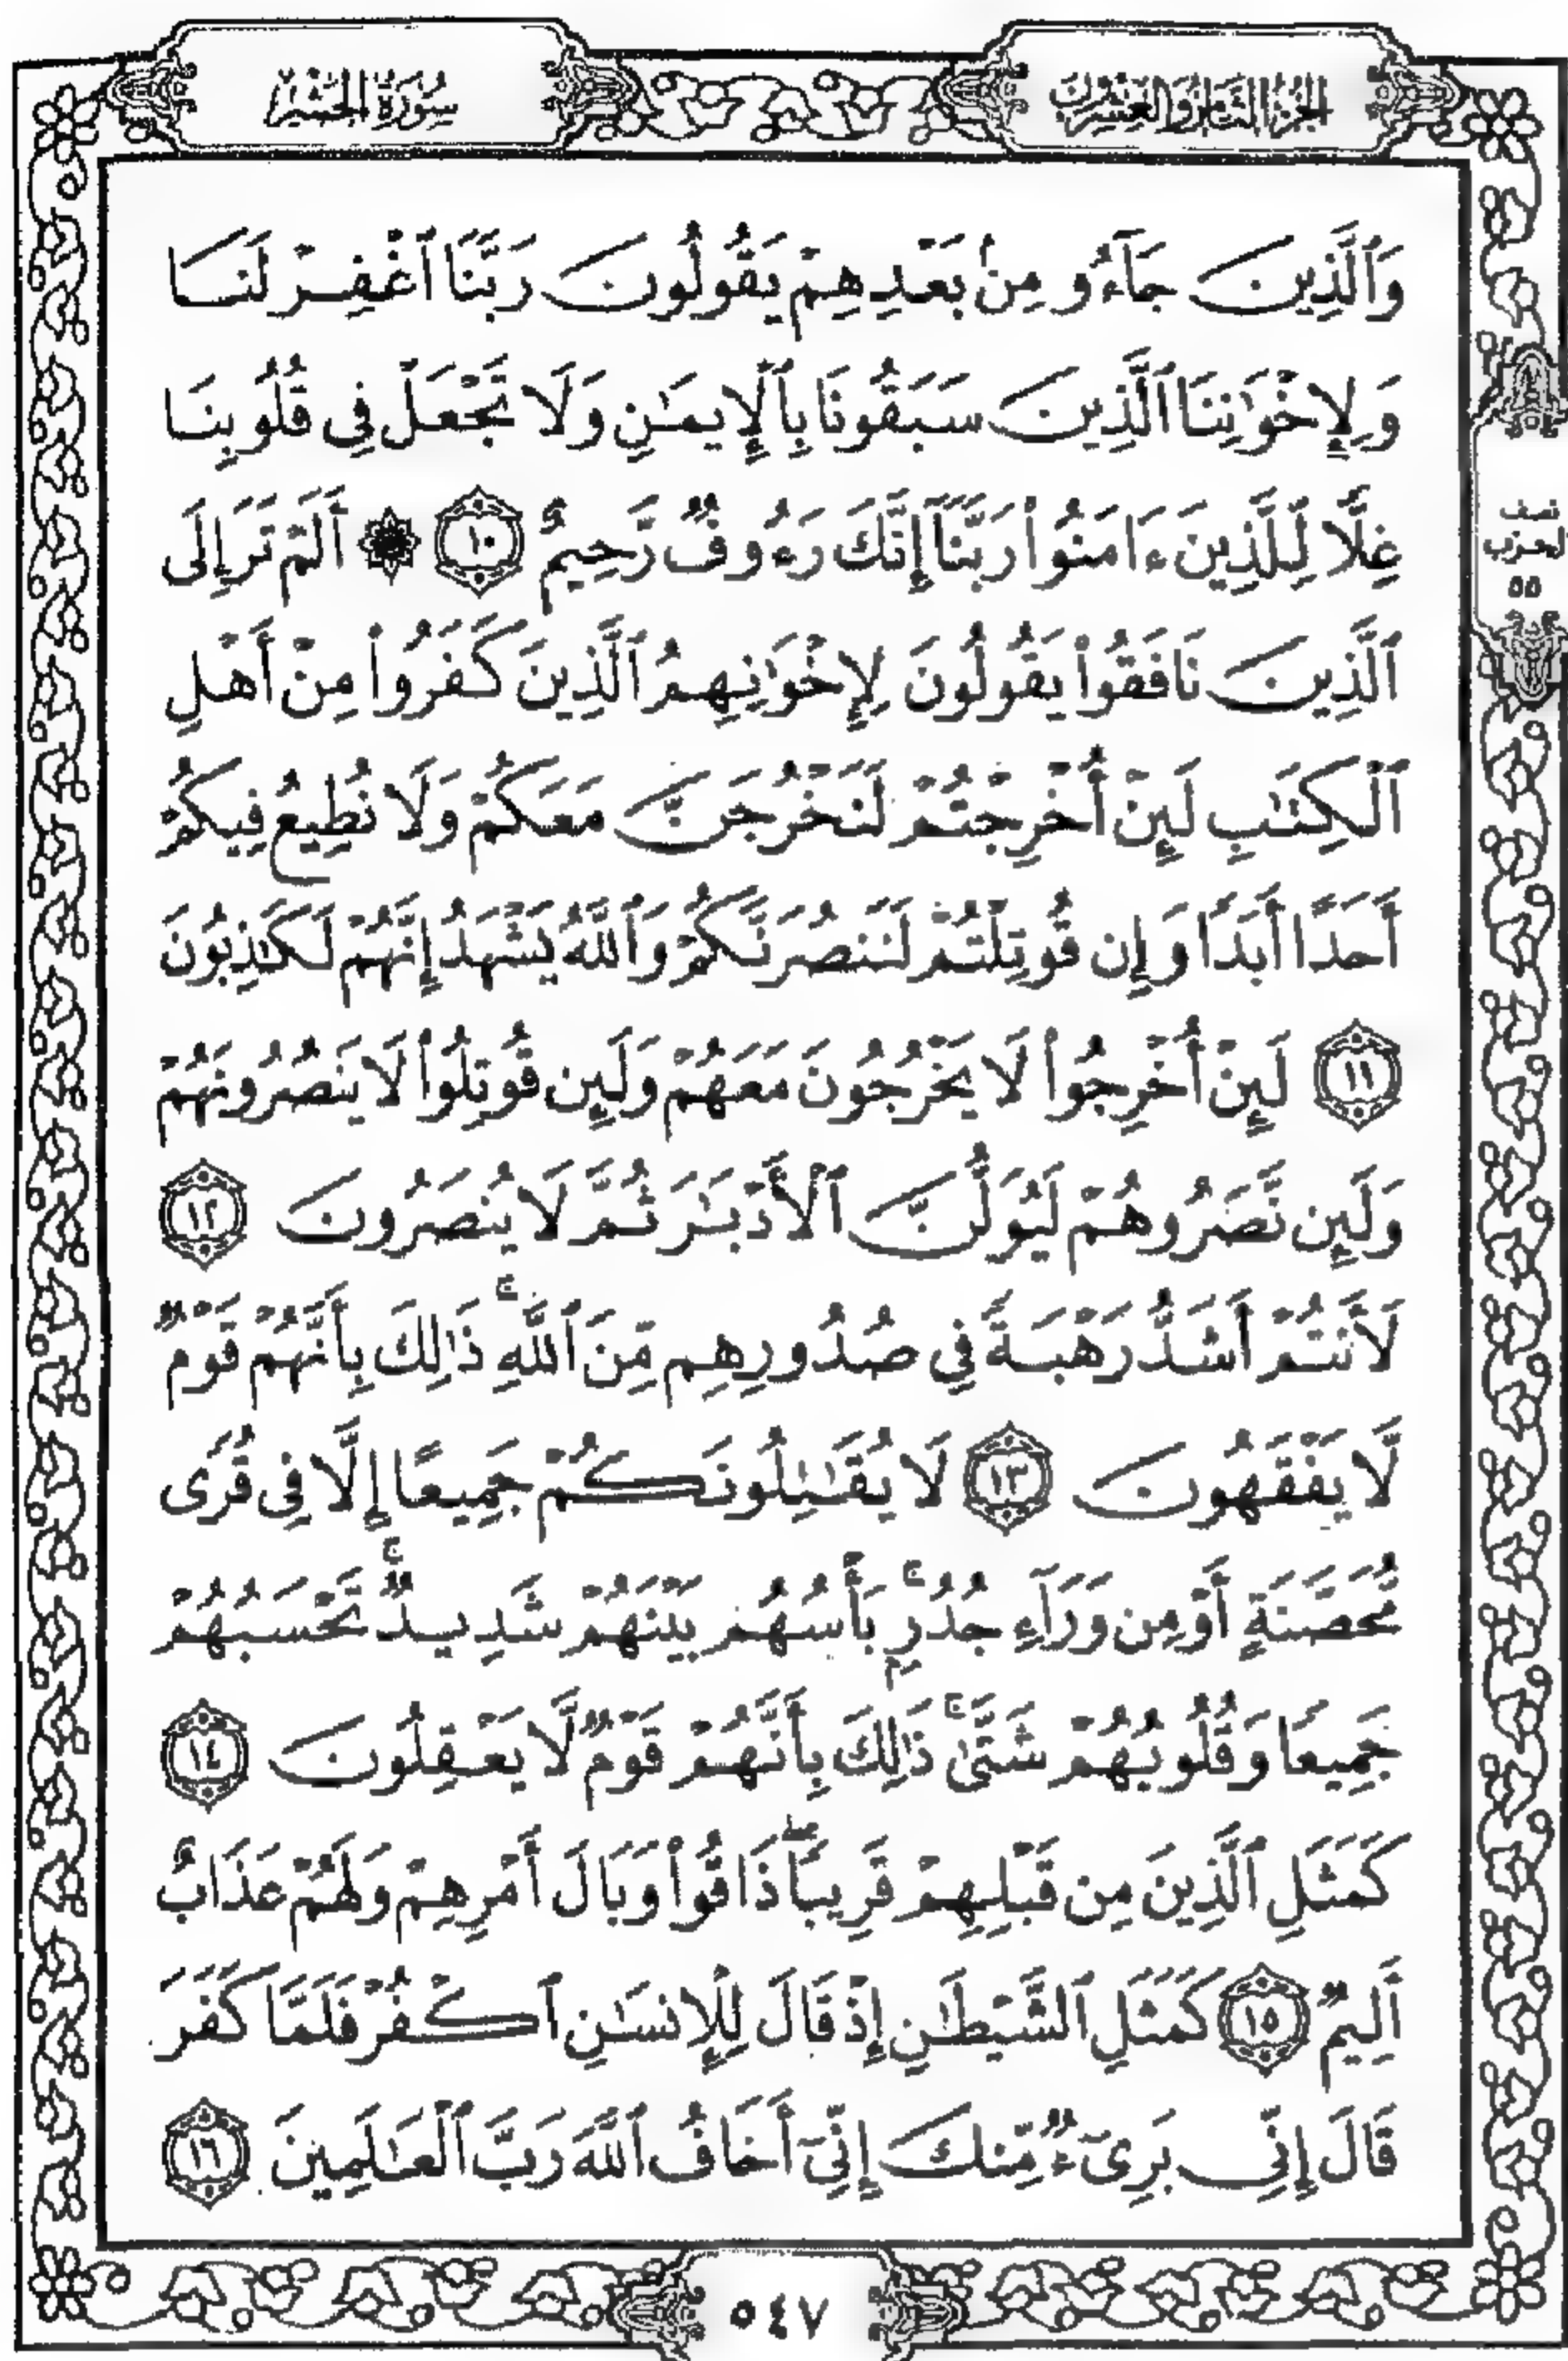 الجزء الثامن والعشرون
سورة الحشر
وَٱلَّذِينَ جَآءُو مِنۢ بَعْدِهِمْ يَقُولُونَ رَبَّنَا ٱغْفِرْ لَنَا
وَلِإِخْوَٰنِنَا ٱلَّذِينَ سَبَقُونَا بِٱلْإِيمَٰنِ وَلَا تَجْعَلْ فِى قُلُوبِنَا
غِلًّا لِّلَّذِينَ ءَامَنُوا۟ رَبَّنَآ إِنَّكَ رَءُوفٌ رَّحِيمٌ ١٠ ۞ أَلَمْ تَرَ إِلَى
نصف
الحزب
٥٥
ٱلَّذِينَ نَافَقُوا۟ يَقُولُونَ لِإِخْوَٰنِهِمُ ٱلَّذِينَ كَفَرُوا۟ مِنْ أَهْلِ
ٱلْكِتَٰبِ لَئِنْ أُخْرِجْتُمْ لَنَخْرُجَنَّ مَعَكُمْ وَلَا نُطِيعُ فِيكُمْ
أَحَدًا أَبَدًا وَإِن قُوتِلْتُمْ لَنَنصُرَنَّكُمْ وَٱللَّهُ يَشْهَدُ إِنَّهُمْ لَكَٰذِبُونَ
١١ لَئِنْ أُخْرِجُوا۟ لَا يَخْرُجُونَ مَعَهُمْ وَلَئِن قُوتِلُوا۟ لَا يَنصُرُونَهُمْ
وَلَئِن نَّصَرُوهُمْ لَيُوَلُّنَّ ٱلْأَدْبَٰرَ ثُمَّ لَا يُنصَرُونَ ١٢
لَأَنتُمْ أَشَدُّ رَهْبَةً فِى صُدُورِهِم مِّنَ ٱللَّهِ ۚ ذَٰلِكَ بِأَنَّهُمْ قَوْمٌ
لَّا يَفْقَهُونَ ١٣ لَا يُقَٰتِلُونَكُمْ جَمِيعًا إِلَّا فِى قُرًى
مُّحَصَّنَةٍ أَوْ مِن وَرَآءِ جُدُرٍۭ ۚ بَأْسُهُم بَيْنَهُمْ شَدِيدٌ ۚ تَحْسَبُهُمْ
جَمِيعًا وَقُلُوبُهُمْ شَتَّىٰ ۚ ذَٰلِكَ بِأَنَّهُمْ قَوْمٌ لَّا يَعْقِلُونَ ١٤
كَمَثَلِ ٱلَّذِينَ مِن قَبْلِهِمْ قَرِيبًا ۖ ذَاقُوا۟ وَبَالَ أَمْرِهِمْ وَلَهُمْ عَذَابٌ
أَلِيمٌ ١٥ كَمَثَلِ ٱلشَّيْطَٰنِ إِذْ قَالَ لِلْإِنسَٰنِ ٱكْفُرْ فَلَمَّا كَفَرَ
قَالَ إِنِّى بَرِىٓءٌ مِّنكَ إِنِّىٓ أَخَافُ ٱللَّهَ رَبَّ ٱلْعَٰلَمِينَ ١٦
٥٤٧